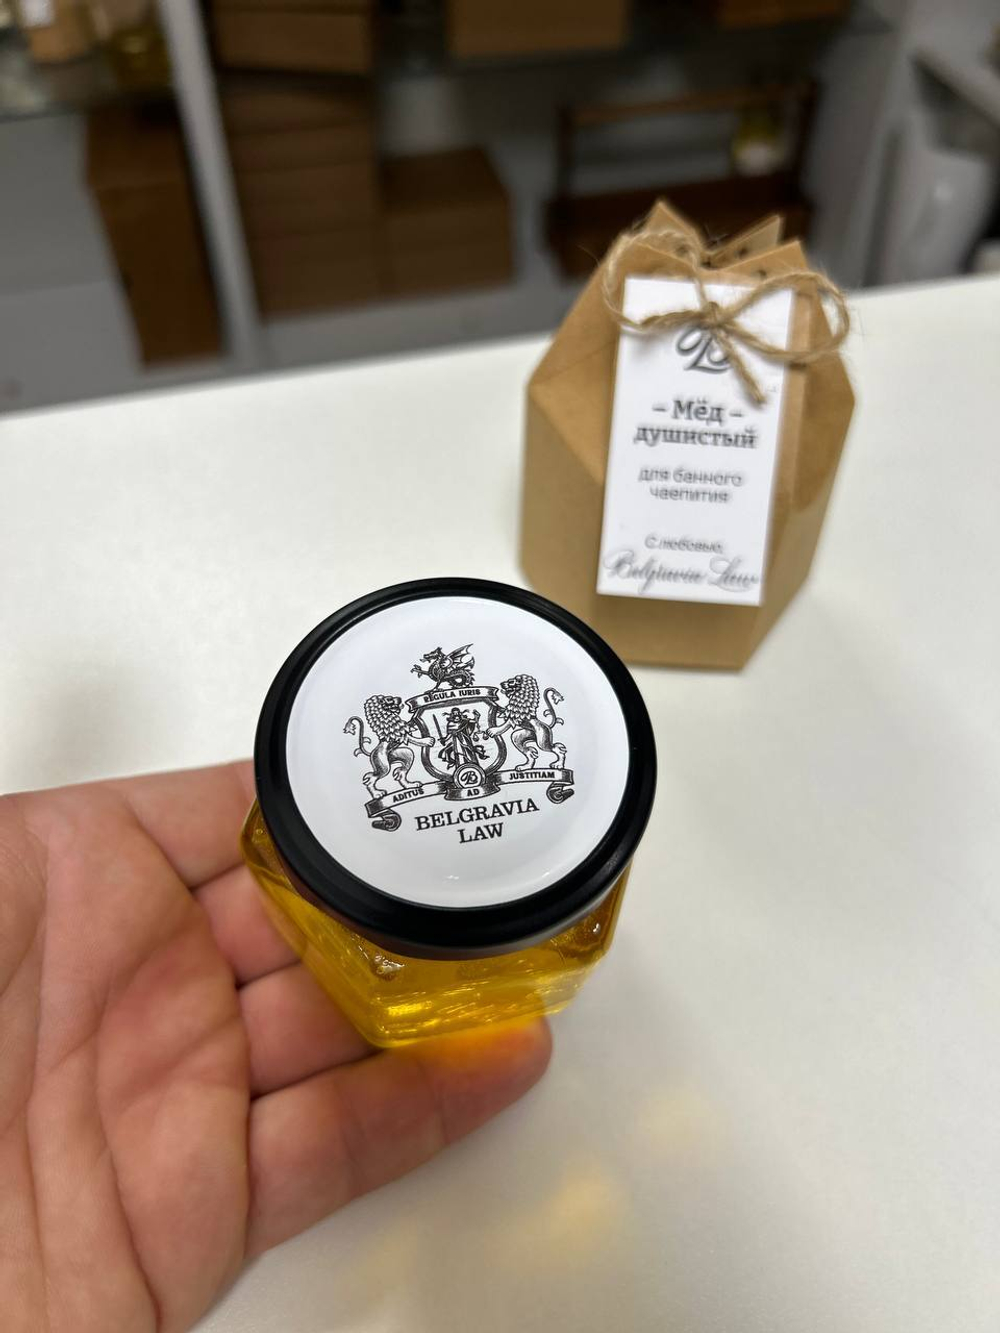 – Мёд –
душистый
для банного
чаепития
С любовью,
Belgravia Law
REGULA IURIS
ADITUS AD JUSTITIAM
BELGRAVIA
LAW